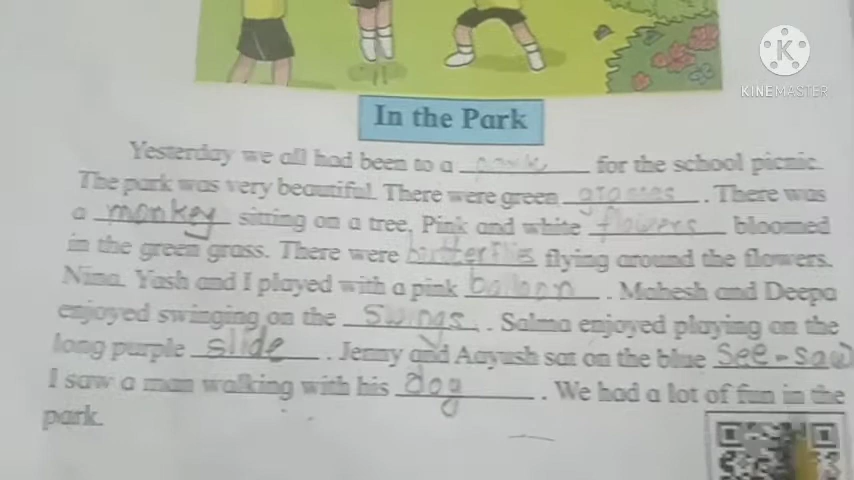 KINEMASTER
In the Park
Yesterday we all had been to a park for the school picnic.
The park was very beautiful. There were green grasses. There was
a monkey sitting on a tree. Pink and white flowers bloomed
in the green grass. There were butterflies flying around the flowers.
Nina. Yash and I played with a pink balloon. Mahesh and Deepa
enjoyed swinging on the swings. Salma enjoyed playing on the
long purple slide. Jenny and Aayush sat on the blue see-saw
I saw a man walking with his dog. We had a lot of fun in the
park.